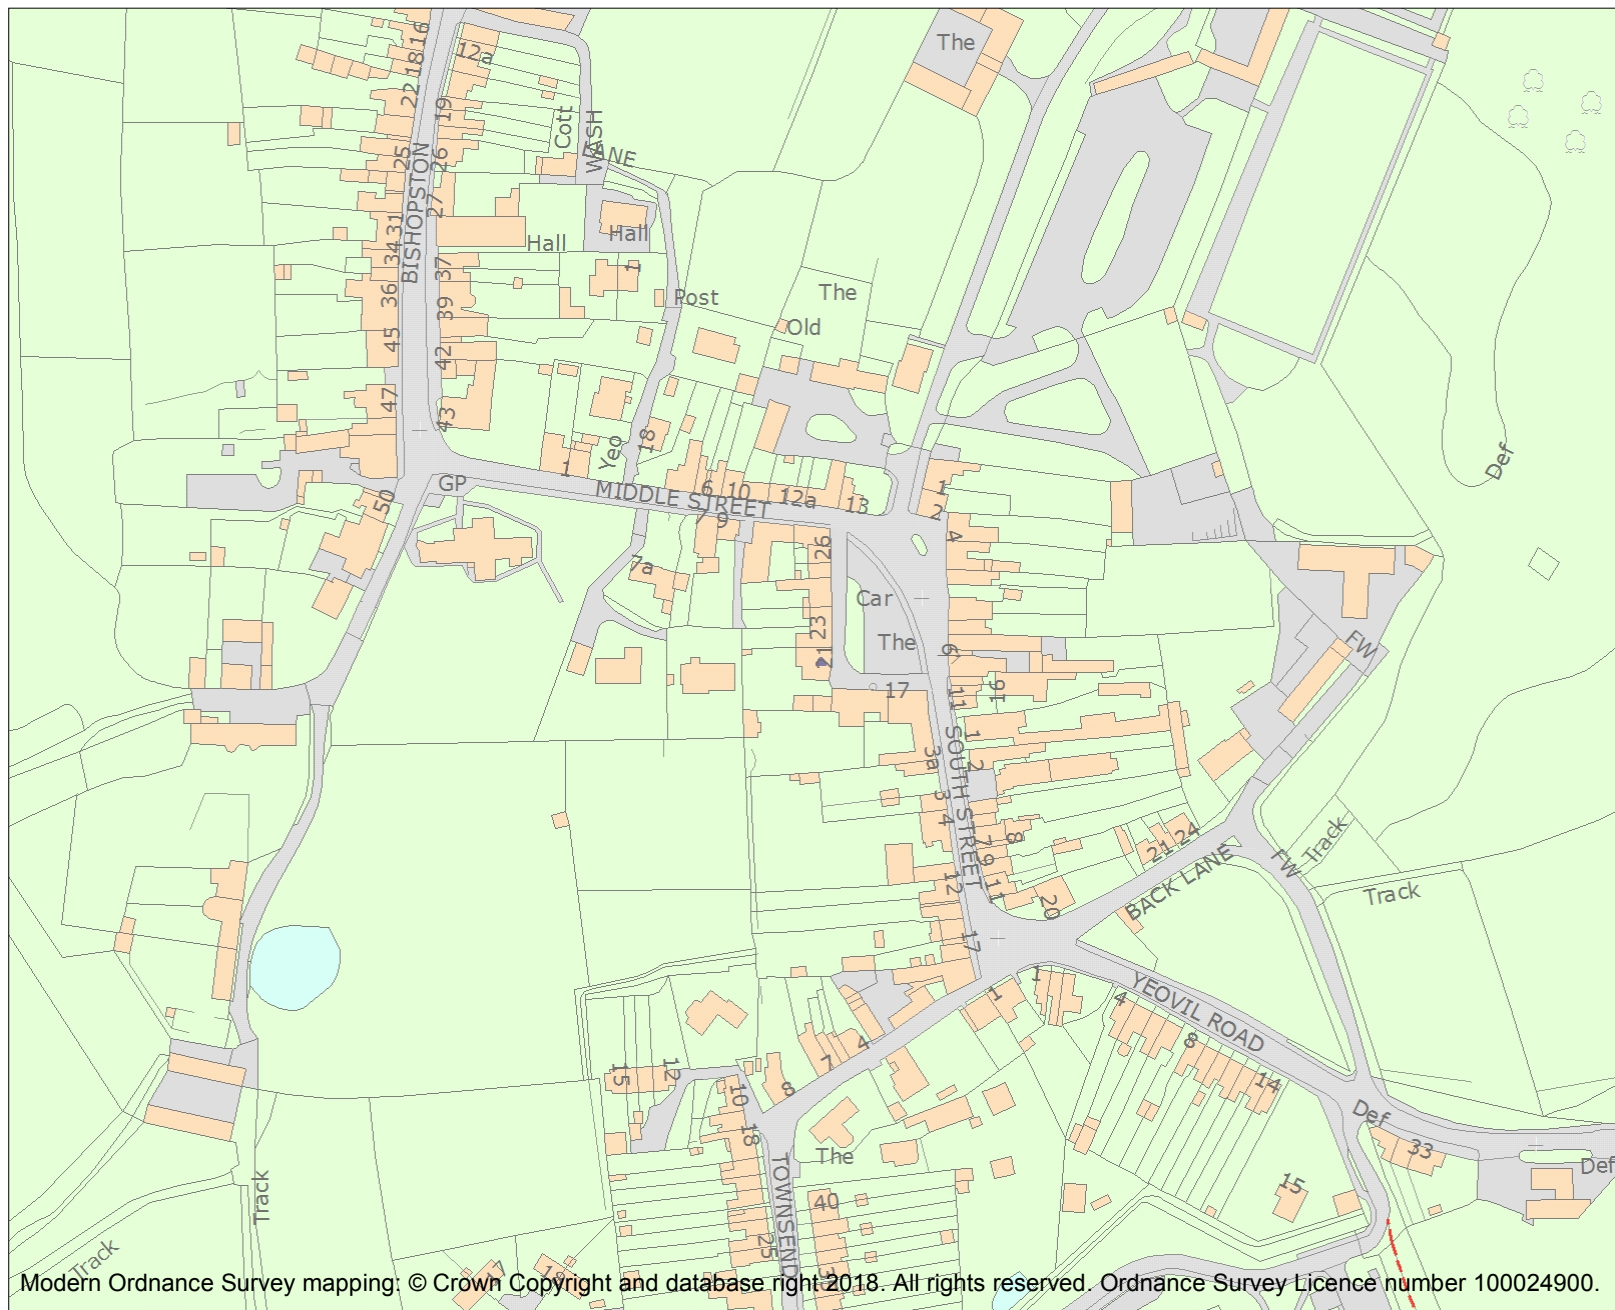 The
16
18
22
12a
19
Cott
WASH
LANE
25
26
BISHOPSTON
27
31
34
Hall
Hall
37
1
36
39
Post
The
Old
45
42
47
43
18
Yeo
1
GP
50
MIDDLE STREET
6
10
12a
13
7
9
1
2
4
26
7a
Car
The
23
21
6
17
11
16
FW
Def
SOUTH STREET
3a
1
2
3
4
7
9
8
12
11
17
20
21
24
BACK LANE
FW
Track
Track
1
1
YEOVIL ROAD
4
8
14
Def
33
Def
15
4
7
8
15
12
10
18
The
TOWNSEND
40
25
Track
Track
7
18
Modern Ordnance Survey mapping: © Crown Copyright and database right 2018. All rights reserved. Ordnance Survey Licence number 100024900.